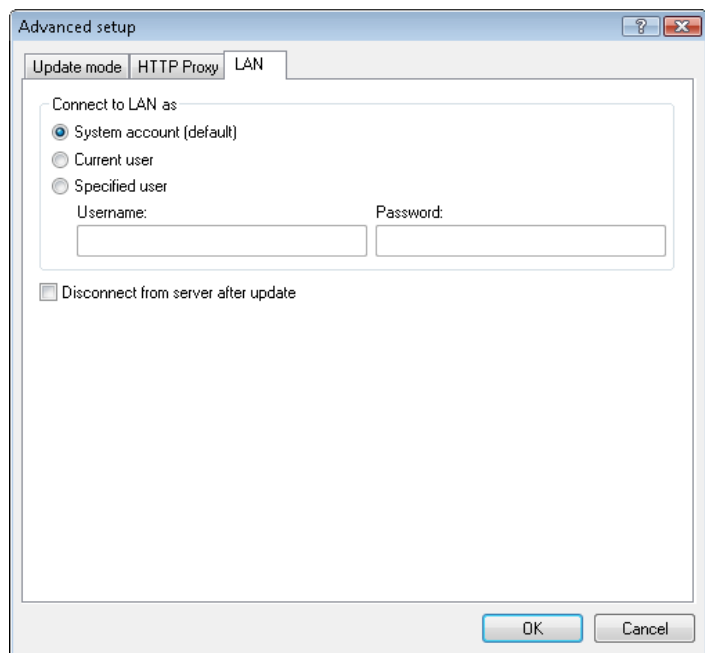 Advanced setup
?
Update mode
HTTP Proxy
LAN
Connect to LAN as
System account (default)
Current user
Specified user
Username:
Password:
Disconnect from server after update
OK
Cancel